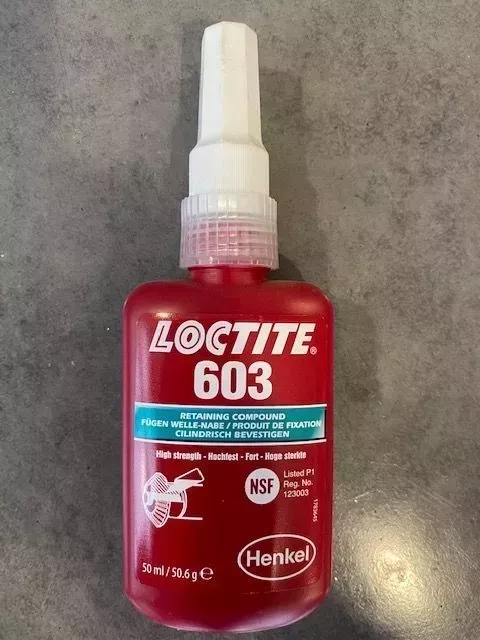 LOCTITE®
603
RETAINING COMPOUND
FÜGEN WELLE-NABE / PRODUIT DE FIXATION
CILINDRISCH BEVESTIGEN
High strength - Hochfest - Fort - Hoge sterkte
NSF
Listed P1
Reg. No.
123003
1783645
50 ml / 50.6 g ℮
Henkel